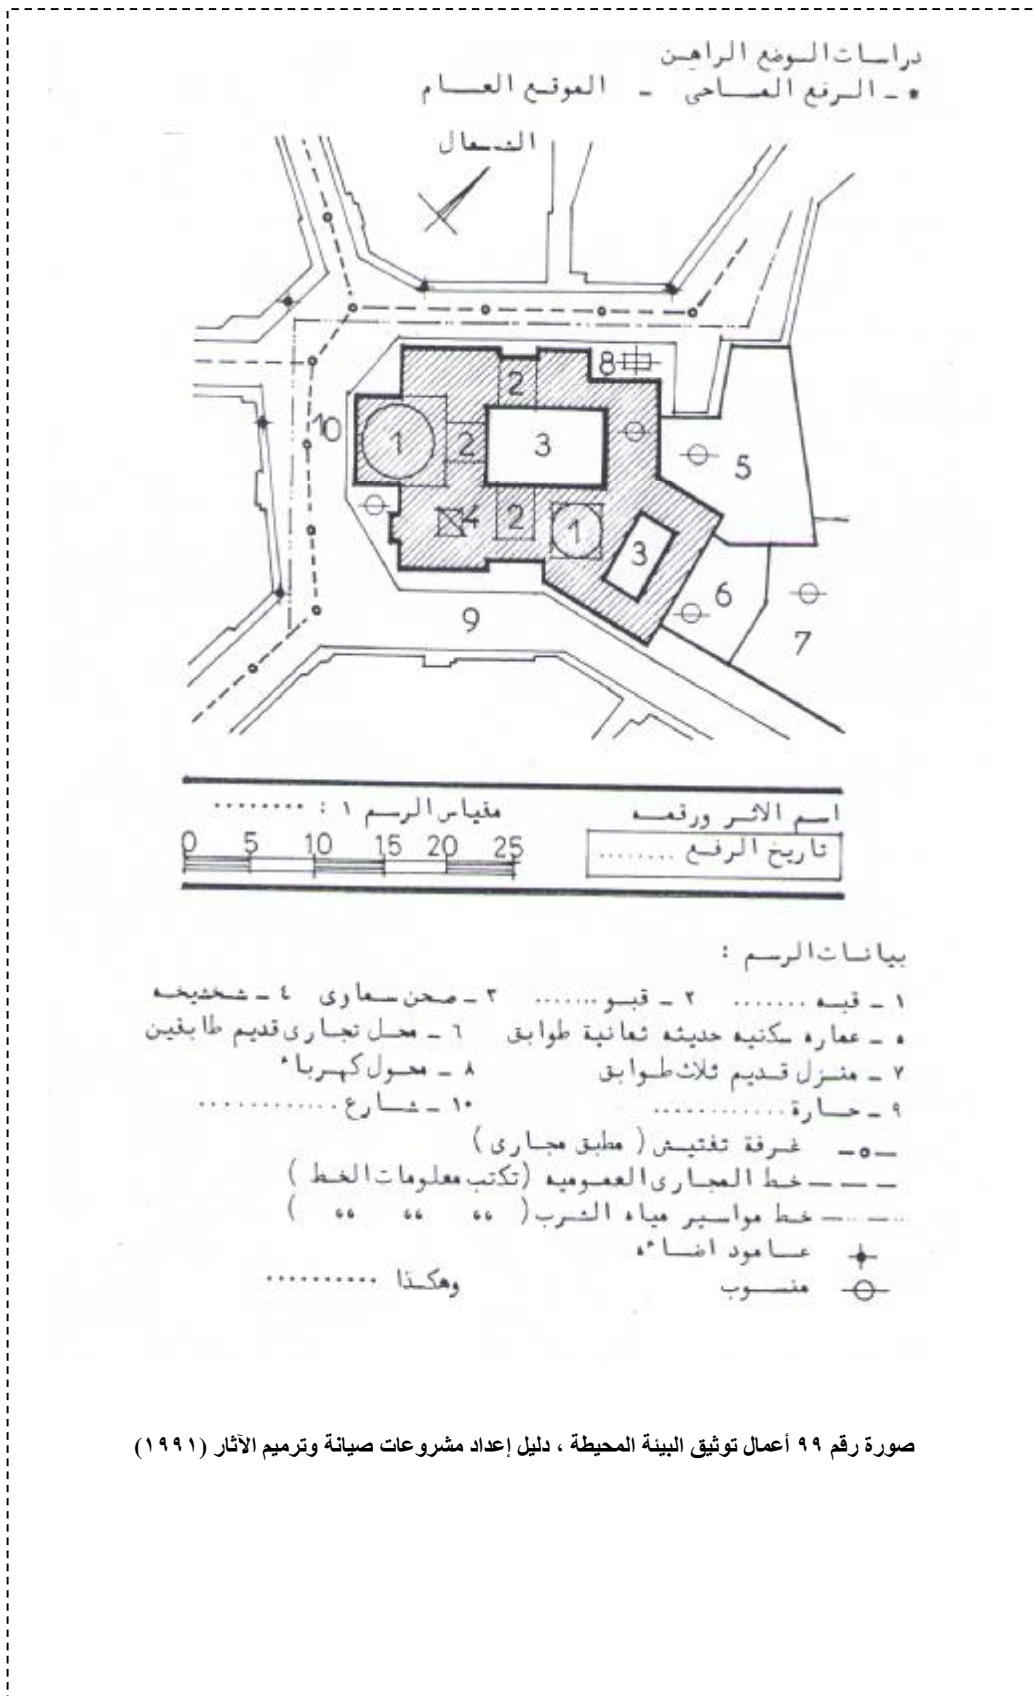 دراسات الوضع الراهن
* - الرفع المساحى - الموقع العام
الشمال
8
2
10
1
2
3
5
4
2
1
3
6
9
7
اسم الاثر ورقمه
مقياس الرسم ١ : ........
تاريخ الرفع ........
0 5 10 15 20 25
بيانات الرسم :
١ - قبه ........ ٢ - قبو ....... ٣ - صحن سماوى ٤ - شخشيخه
٥ - عماره سكنيه حديثه ثمانية طوابق ٦ - محل تجارى قديم طابقين
٧ - منزل قديم ثلاث طوابق ٨ - محول كهرباء
٩ - حارة ............ ١٠ - شارع ............
غرفة تفتيش ( مطبق مجارى )
خط المجارى العموميه ( تكتب معلومات الخط )
خط مواسير مياه الشرب ( “ “ “ )
عامود اضاءه
منسوب وهكذا ..........
صورة رقم ٩٩ أعمال توثيق البيئة المحيطة ، دليل إعداد مشروعات صيانة وترميم الآثار (١٩٩١)